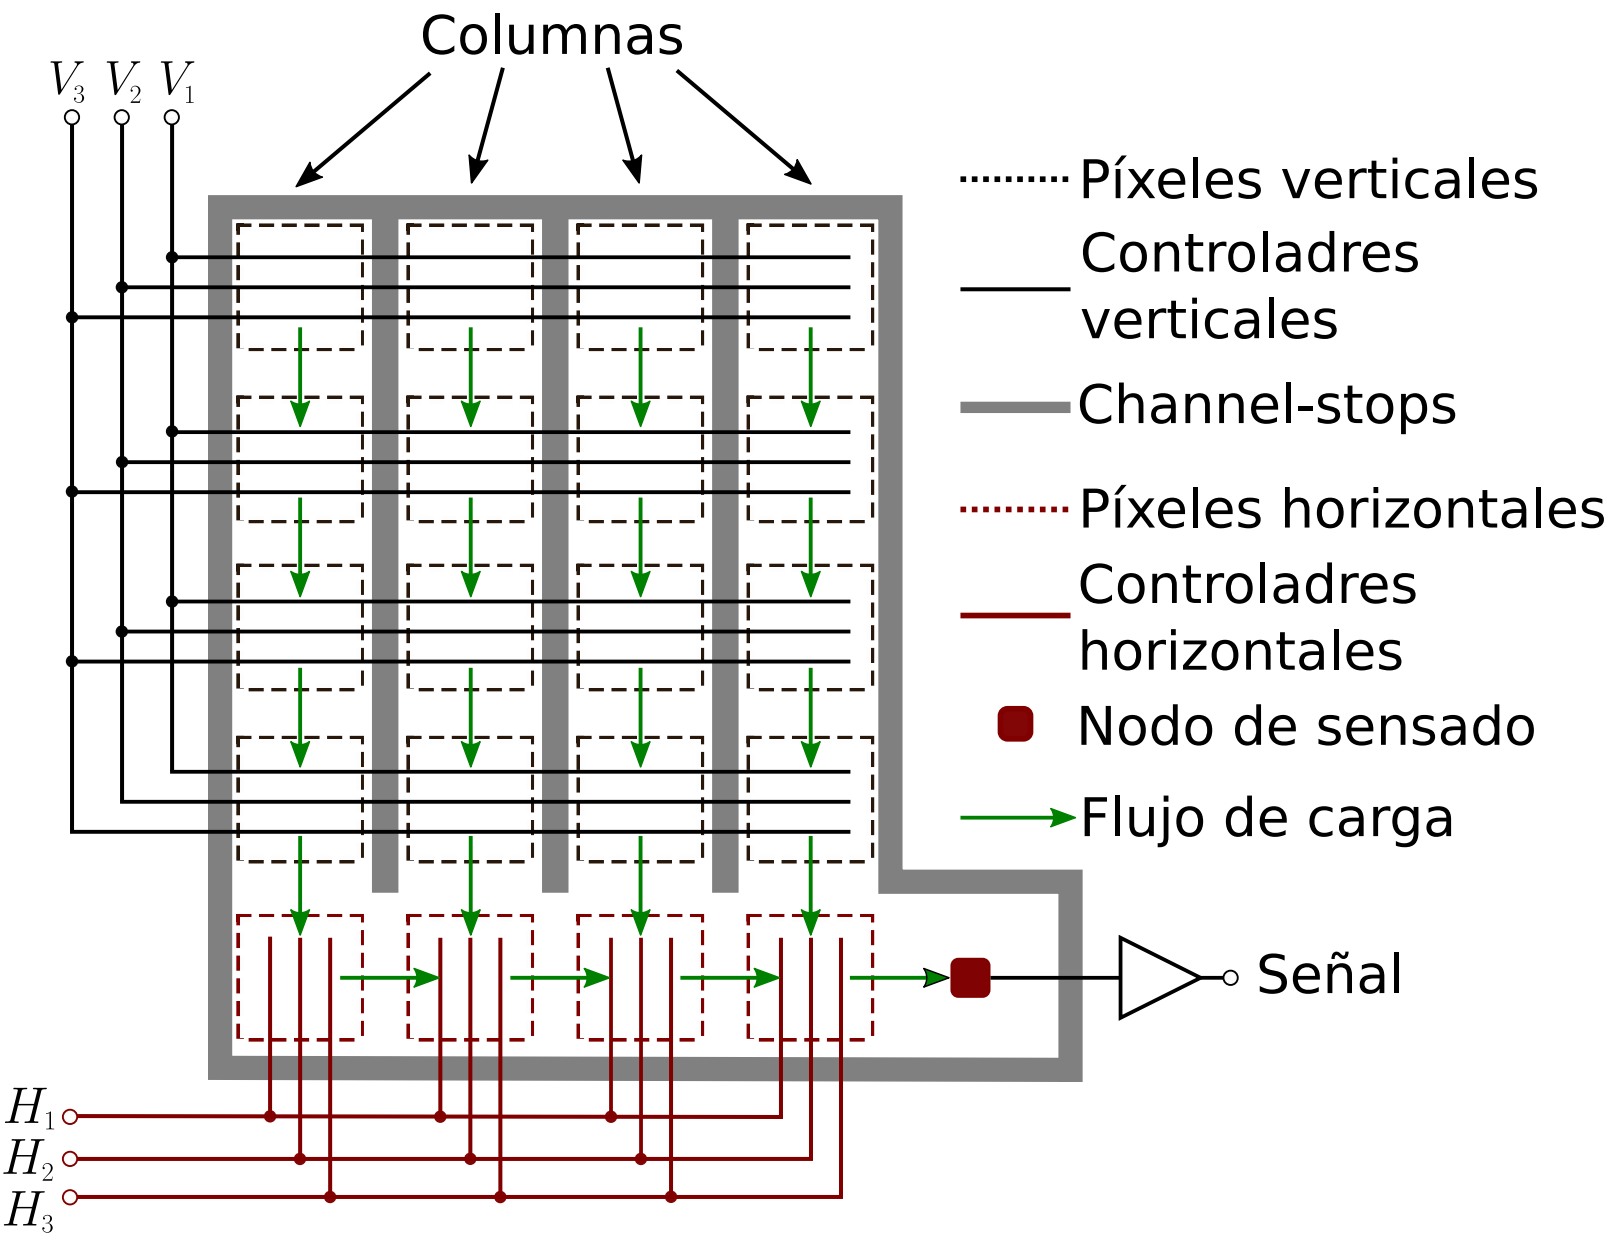 Columnas
V3 V2 V1
Píxeles verticales
Controladres
verticales
Channel-stops
Píxeles horizontales
Controladres
horizontales
Nodo de sensado
Flujo de carga
Señal
H1
H2
H3